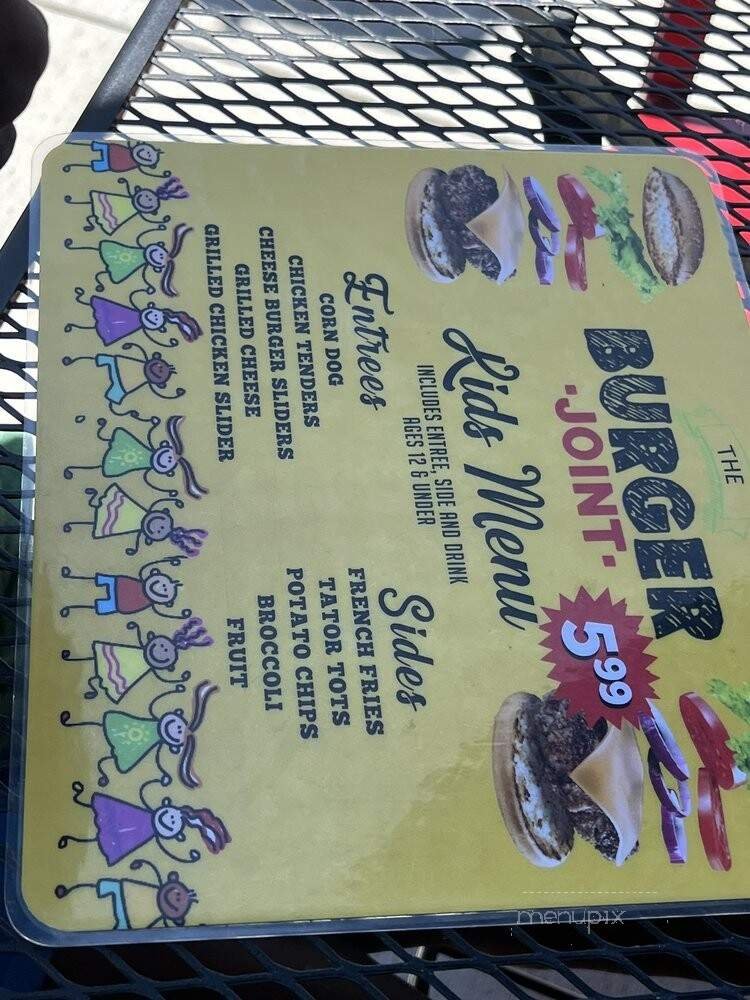 THE
BURGER
·JOINT·
5.99
Kids Menu
INCLUDES ENTREE, SIDE AND DRINK
AGES 12 & UNDER
Entrees
CORN DOG
CHICKEN TENDERS
CHEESE BURGER SLIDERS
GRILLED CHEESE
GRILLED CHICKEN SLIDER
Sides
FRENCH FRIES
TATOR TOTS
POTATO CHIPS
BROCCOLI
FRUIT
menupix